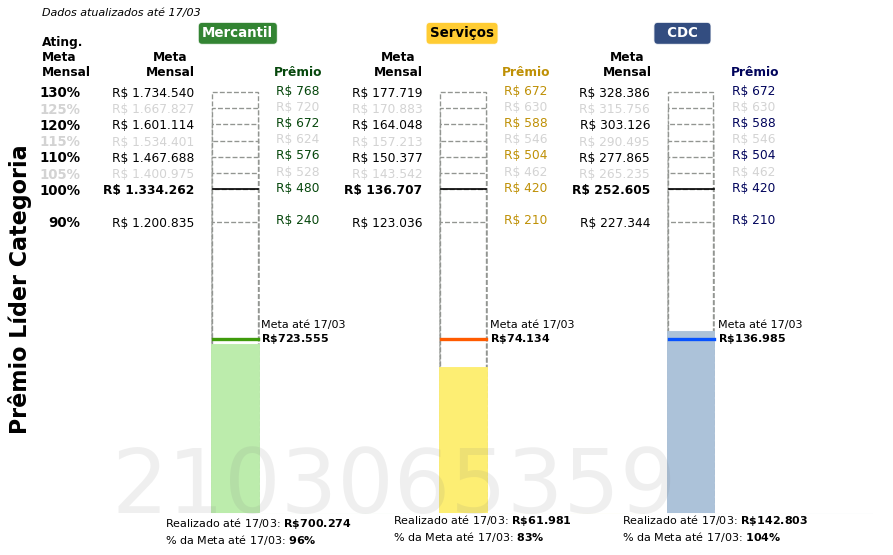 Dados atualizados até 17/03
Mercantil Serviços CDC
Ating.
Meta
Mensal
Meta
Mensal
Prêmio
Meta
Mensal
Prêmio
Meta
Mensal
Prêmio
130% R$ 1.734.540 R$ 768 R$ 177.719 R$ 672 R$ 328.386 R$ 672
125% R$ 1.667.827 R$ 720 R$ 170.883 R$ 630 R$ 315.756 R$ 630
120% R$ 1.601.114 R$ 672 R$ 164.048 R$ 588 R$ 303.126 R$ 588
115% R$ 1.534.401 R$ 624 R$ 157.213 R$ 546 R$ 290.495 R$ 546
110% R$ 1.467.688 R$ 576 R$ 150.377 R$ 504 R$ 277.865 R$ 504
105% R$ 1.400.975 R$ 528 R$ 143.542 R$ 462 R$ 265.235 R$ 462
100% R$ 1.334.262 R$ 480 R$ 136.707 R$ 420 R$ 252.605 R$ 420
90% R$ 1.200.835 R$ 240 R$ 123.036 R$ 210 R$ 227.344 R$ 210
Prêmio Líder Categoria
Meta até 17/03 Meta até 17/03 Meta até 17/03
R$723.555 R$74.134 R$136.985
2103065359
Realizado até 17/03: R$700.274 Realizado até 17/03: R$61.981 Realizado até 17/03: R$142.803
% da Meta até 17/03: 96% % da Meta até 17/03: 83% % da Meta até 17/03: 104%